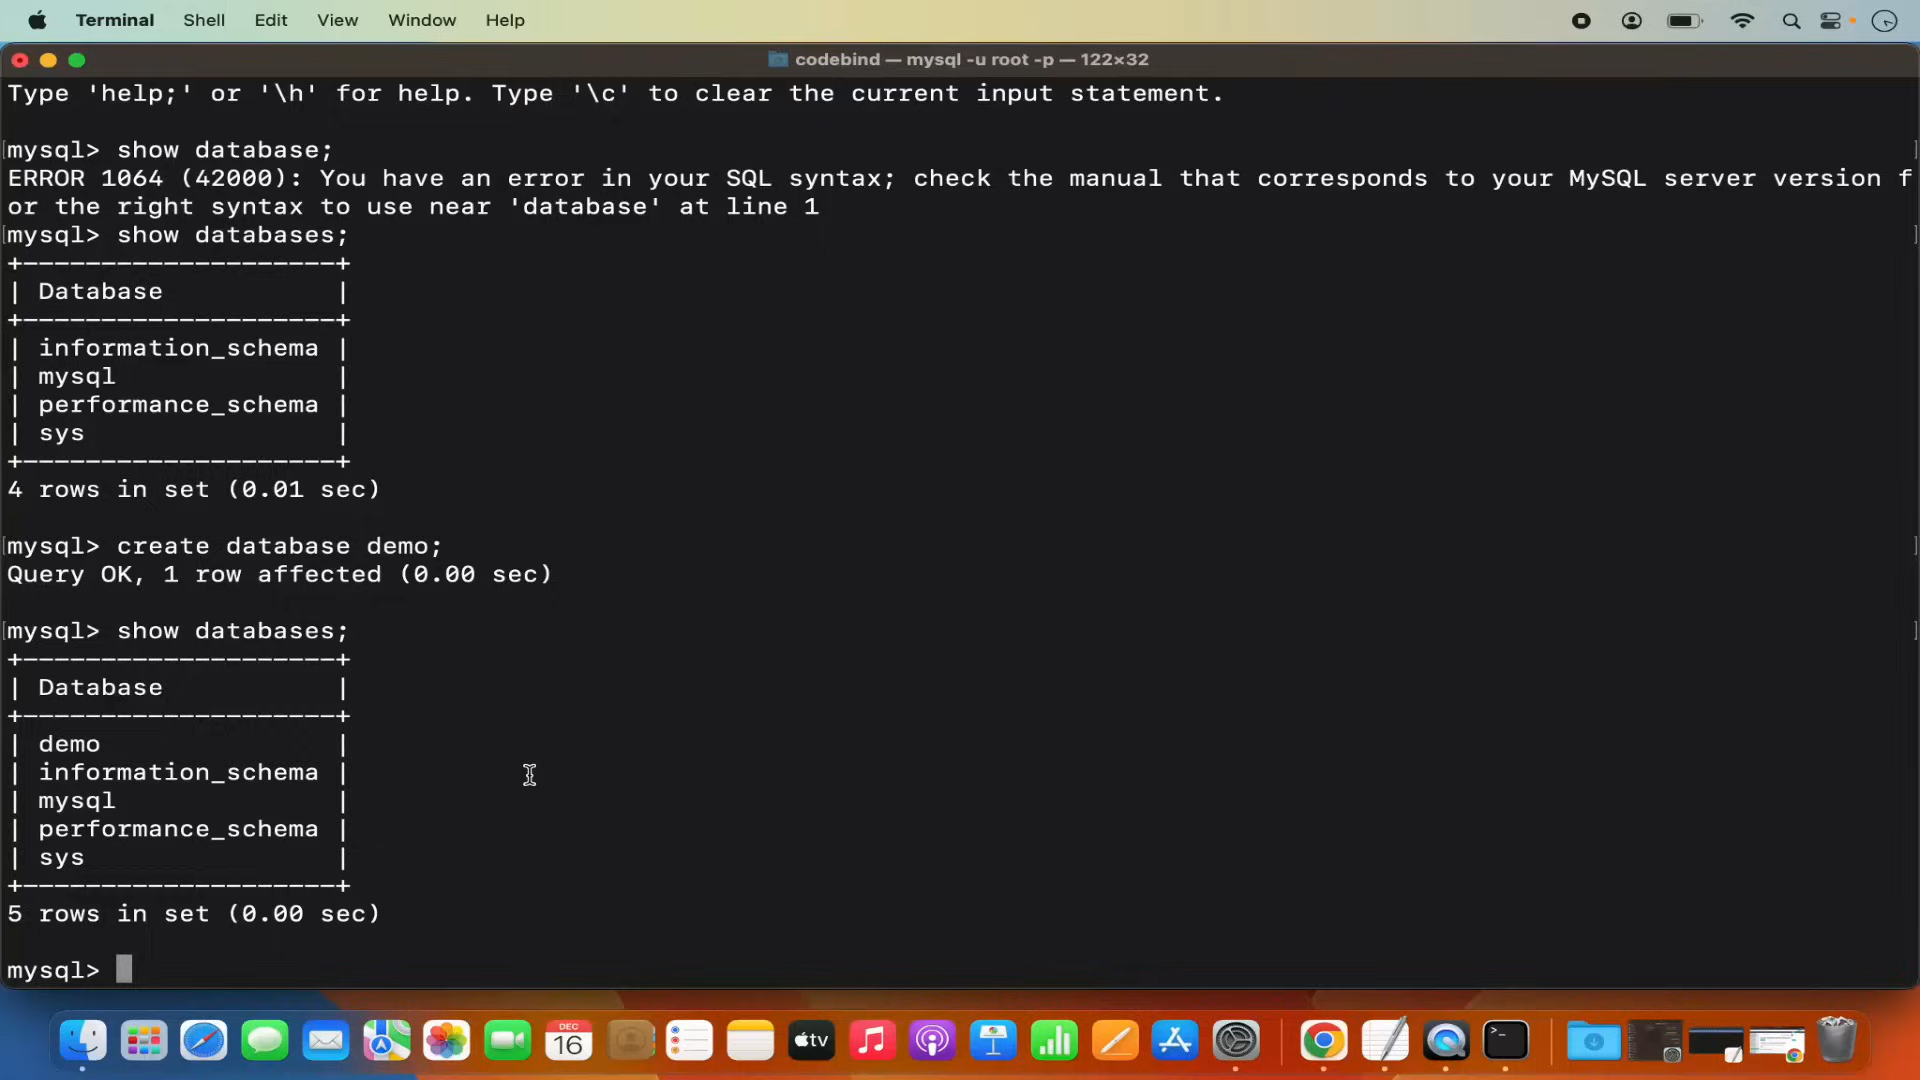 Terminal Shell Edit View Window Help
codebind — mysql -u root -p — 122×32
Type 'help;' or '\h' for help. Type '\c' to clear the current input statement.
mysql> show database;
ERROR 1064 (42000): You have an error in your SQL syntax; check the manual that corresponds to your MySQL server version f
or the right syntax to use near 'database' at line 1
mysql> show databases;
+--------------------+
| Database           |
+--------------------+
| information_schema |
| mysql              |
| performance_schema |
| sys                |
+--------------------+
4 rows in set (0.01 sec)
mysql> create database demo;
Query OK, 1 row affected (0.00 sec)
mysql> show databases;
+--------------------+
| Database           |
+--------------------+
| demo               |
| information_schema |
| mysql              |
| performance_schema |
| sys                |
+--------------------+
5 rows in set (0.00 sec)
mysql>
DEC
16
tv
>_